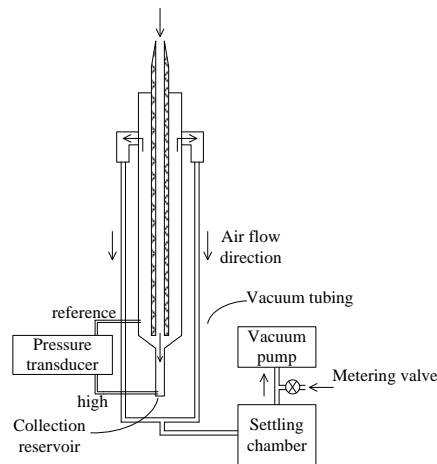 Air flow
direction
reference
Vacuum tubing
Pressure
transducer
Vacuum
pump
Metering valve
high
Collection
reservoir
Settling
chamber